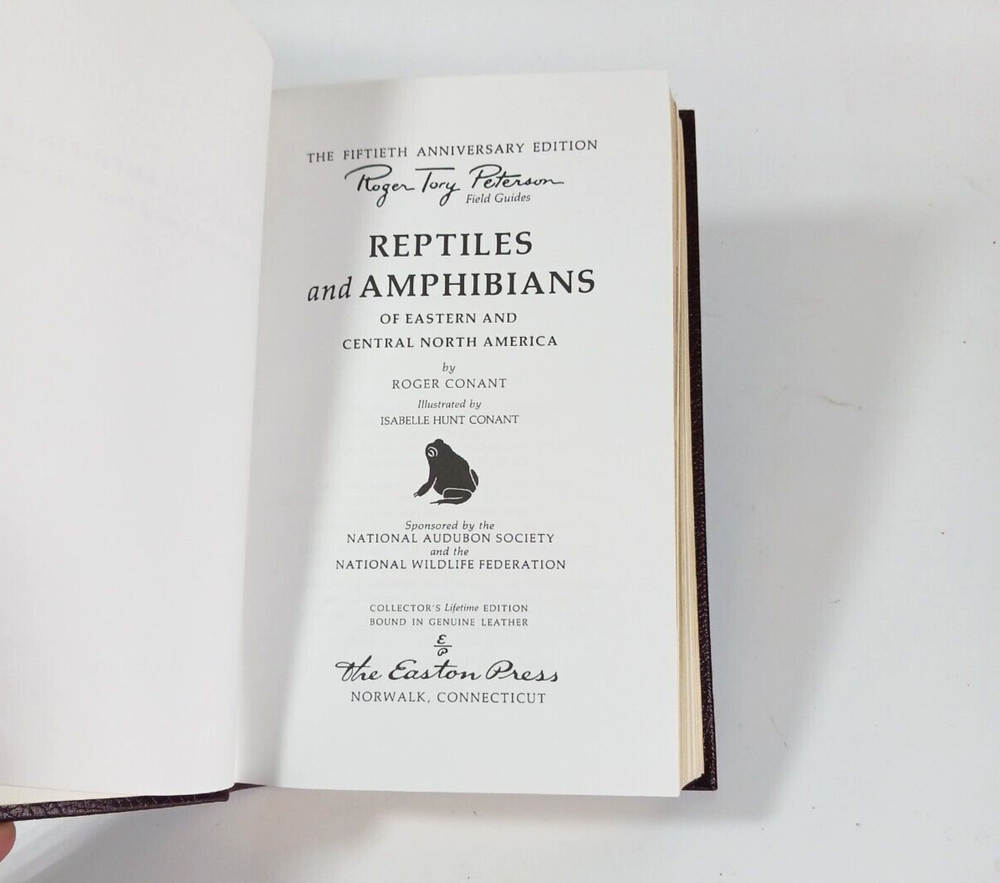 THE FIFTIETH ANNIVERSARY EDITION
Roger Tory Peterson
Field Guides
REPTILES
and AMPHIBIANS
OF EASTERN AND
CENTRAL NORTH AMERICA
by
ROGER CONANT
Illustrated by
ISABELLE HUNT CONANT
Sponsored by the
NATIONAL AUDUBON SOCIETY
and the
NATIONAL WILDLIFE FEDERATION
COLLECTOR'S Lifetime EDITION
BOUND IN GENUINE LEATHER
E
P
The Easton Press
NORWALK, CONNECTICUT